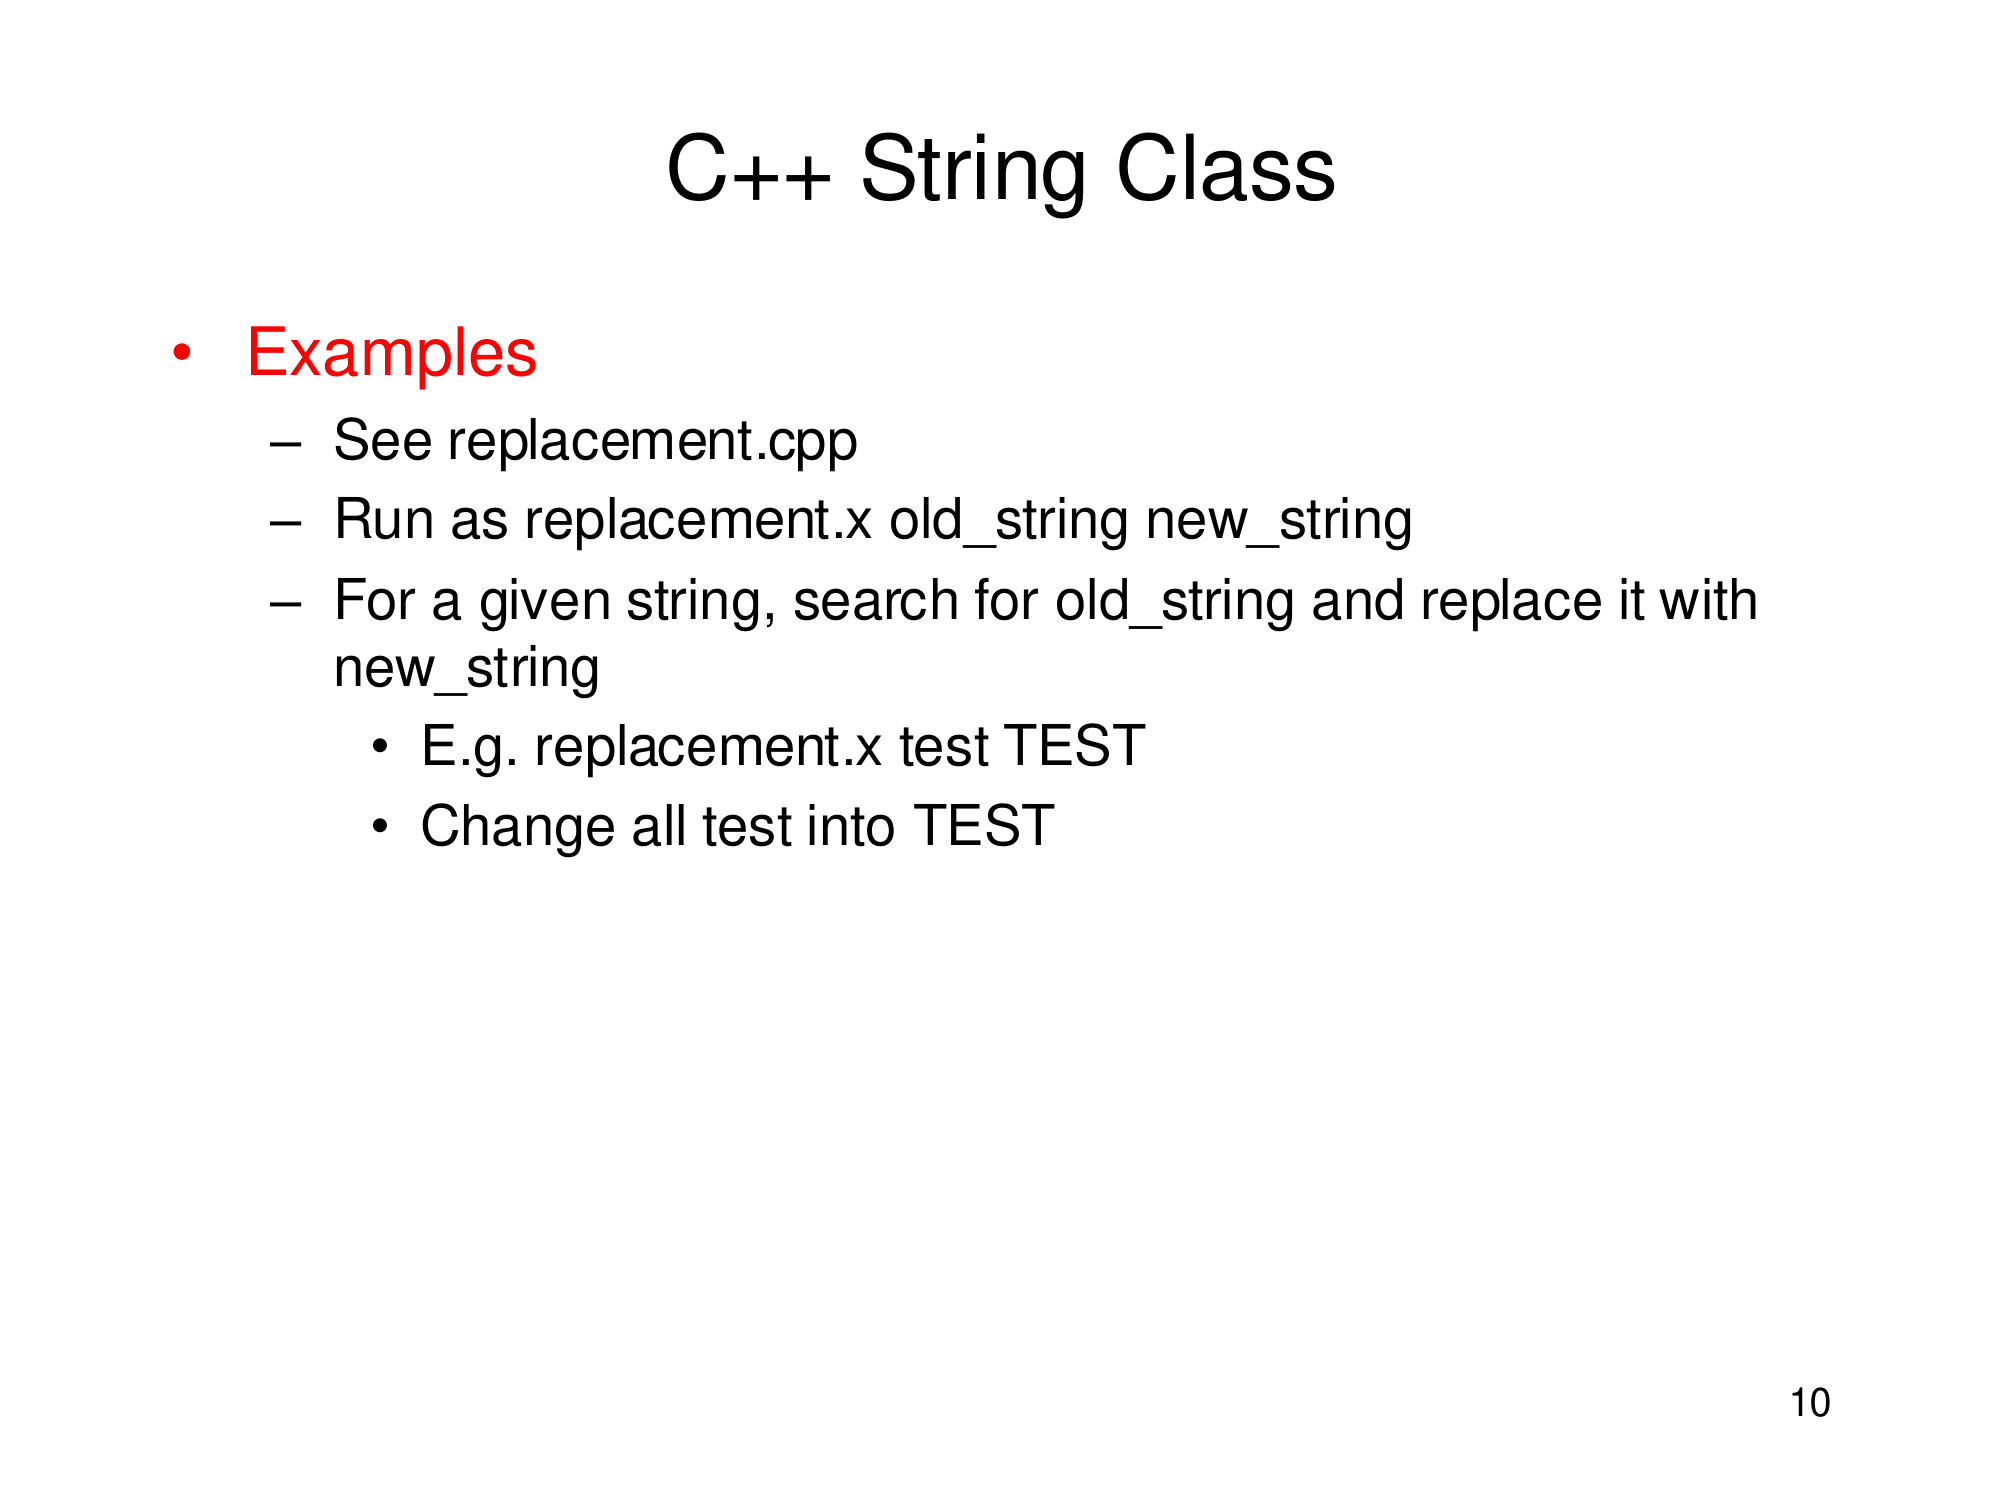 C++ String Class
• Examples
– See replacement.cpp
– Run as replacement.x old_string new_string
– For a given string, search for old_string and replace it with
new_string
• E.g. replacement.x test TEST
• Change all test into TEST
10